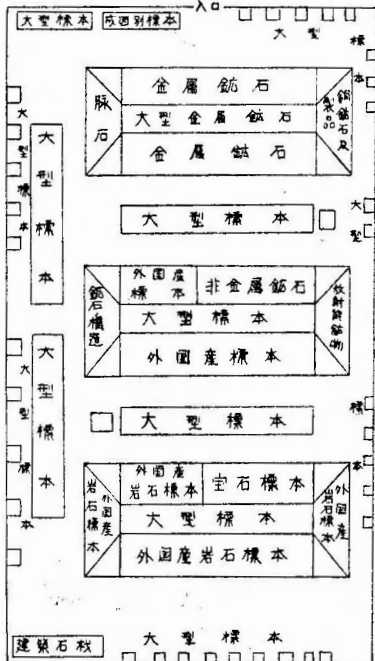 入口
大型標本
成因別標本
大型
標本
金属鉱石
脉石
大型金属鉱石
銅鉱石及製品
金属鉱石
大型標本
大型標本
大型標本
大型
外国産標本
非金属鉱石
鉱石構造
大型標本
放射能鉱物
外国産標本
大型標本
大型標本
大型標本
標本
外国産岩石標本
宝石標本
外国産岩石標本
大型標本
外国産岩石標本
外国産岩石標本
建築石材
大型標本